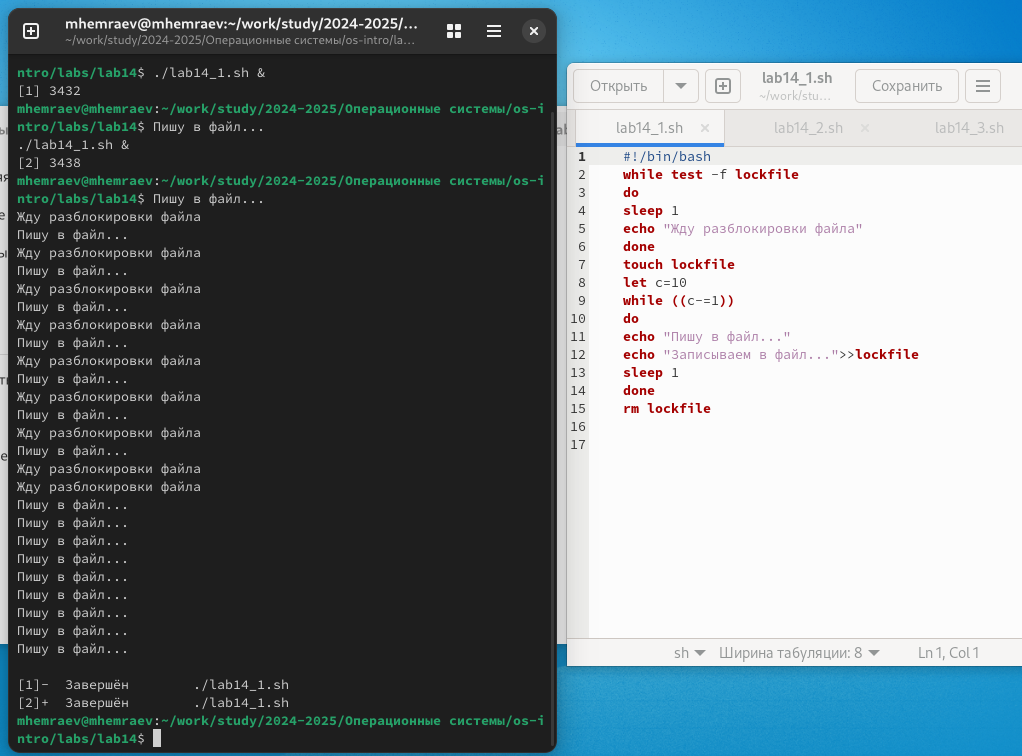 mhemraev@mhemraev:~/work/study/2024-2025/...
~/work/study/2024-2025/Операционные системы/os-intro/la...
ntro/labs/lab14$ ./lab14_1.sh &
[1] 3432
mhemraev@mhemraev:~/work/study/2024-2025/Операционные системы/os-i
ntro/labs/lab14$ Пишу в файл...
./lab14_1.sh &
[2] 3438
mhemraev@mhemraev:~/work/study/2024-2025/Операционные системы/os-i
ntro/labs/lab14$ Пишу в файл...
Жду разблокировки файла
Пишу в файл...
Жду разблокировки файла
Пишу в файл...
Жду разблокировки файла
Пишу в файл...
Жду разблокировки файла
Пишу в файл...
Жду разблокировки файла
Пишу в файл...
Жду разблокировки файла
Пишу в файл...
Жду разблокировки файла
Пишу в файл...
Жду разблокировки файла
Жду разблокировки файла
Пишу в файл...
Пишу в файл...
Пишу в файл...
Пишу в файл...
Пишу в файл...
Пишу в файл...
Пишу в файл...
Пишу в файл...
Пишу в файл...
[1]-  Завершён        ./lab14_1.sh
[2]+  Завершён        ./lab14_1.sh
mhemraev@mhemraev:~/work/study/2024-2025/Операционные системы/os-i
ntro/labs/lab14$
Открыть
lab14_1.sh
~/work/stu...
Сохранить
lab14_1.sh × lab14_2.sh × lab14_3.sh
1 #!/bin/bash
2 while test -f lockfile
3 do
4 sleep 1
5 echo "Жду разблокировки файла"
6 done
7 touch lockfile
8 let c=10
9 while ((c-=1))
10 do
11 echo "Пишу в файл..."
12 echo "Записываем в файл...">>lockfile
13 sleep 1
14 done
15 rm lockfile
16
17
sh Ширина табуляции: 8 Ln 1, Col 1